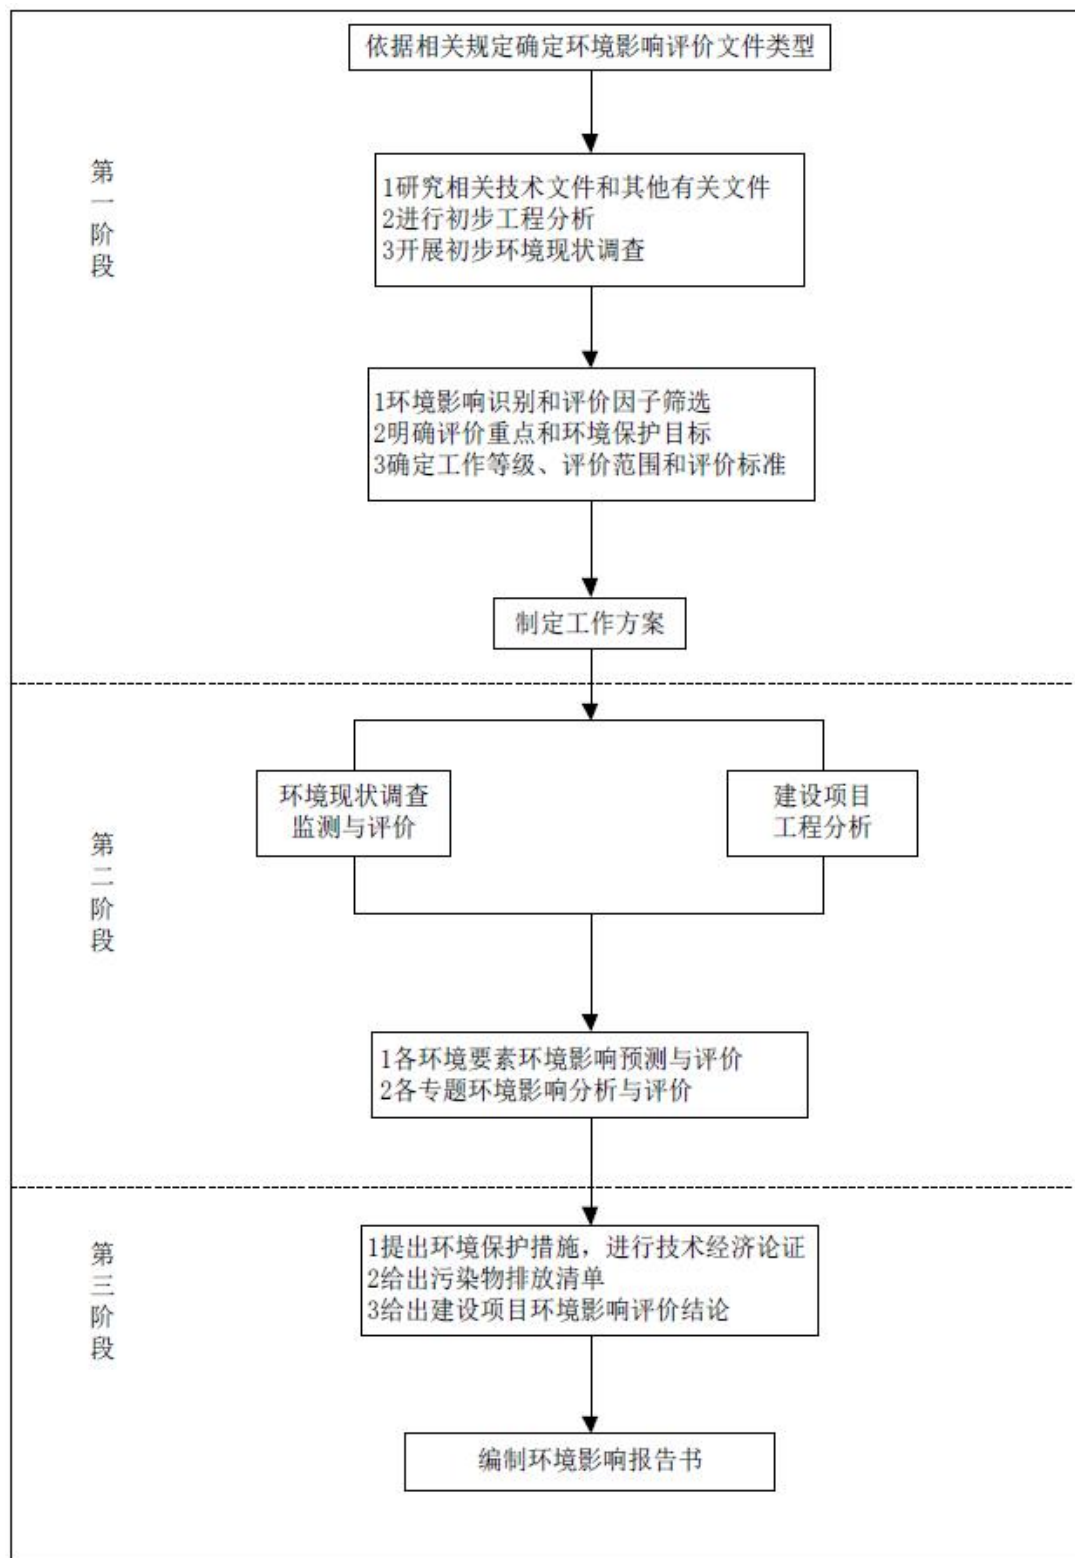 依据相关规定确定环境影响评价文件类型
第一阶段
1研究相关技术文件和其他有关文件
2进行初步工程分析
3开展初步环境现状调查
1环境影响识别和评价因子筛选
2明确评价重点和环境保护目标
3确定工作等级、评价范围和评价标准
制定工作方案
第二阶段
环境现状调查
监测与评价
建设项目
工程分析
1各环境要素环境影响预测与评价
2各专题环境影响分析与评价
第三阶段
1提出环境保护措施，进行技术经济论证
2给出污染物排放清单
3给出建设项目环境影响评价结论
编制环境影响报告书